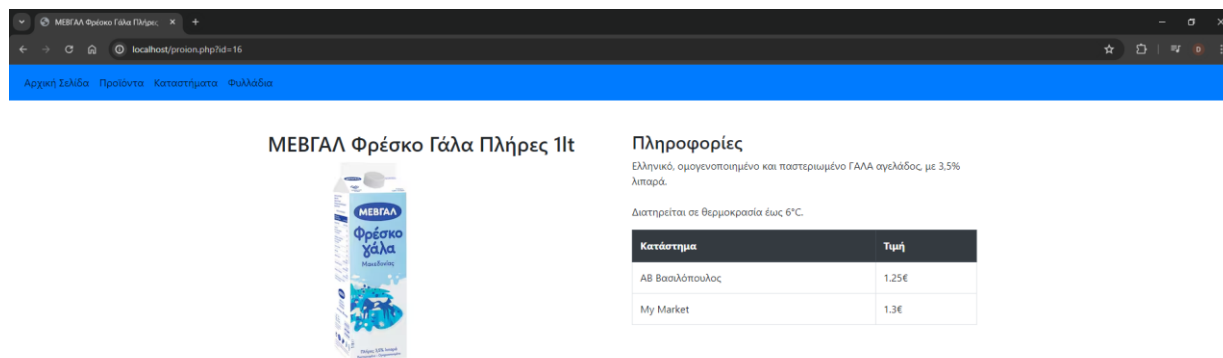 ΜΕΒΓΑΛ Φρέσκο Γάλα Πλήρες
localhost/proion.php?id=16
D
Αρχική Σελίδα Προϊόντα Καταστήματα Φυλλάδια
ΜΕΒΓΑΛ Φρέσκο Γάλα Πλήρες 1lt
ΜΕΒΓΑΛ
Φρέσκο
γάλα
Μακεδονίας
Πληροφορίες
Ελληνικό, ομογενοποιημένο και παστεριωμένο ΓΑΛΑ αγελάδος, με 3,5%
λιπαρά.
Διατηρείται σε θερμοκρασία έως 6°C.
Κατάστημα Τιμή
ΑΒ Βασιλόπουλος 1.25€
My Market 1.3€